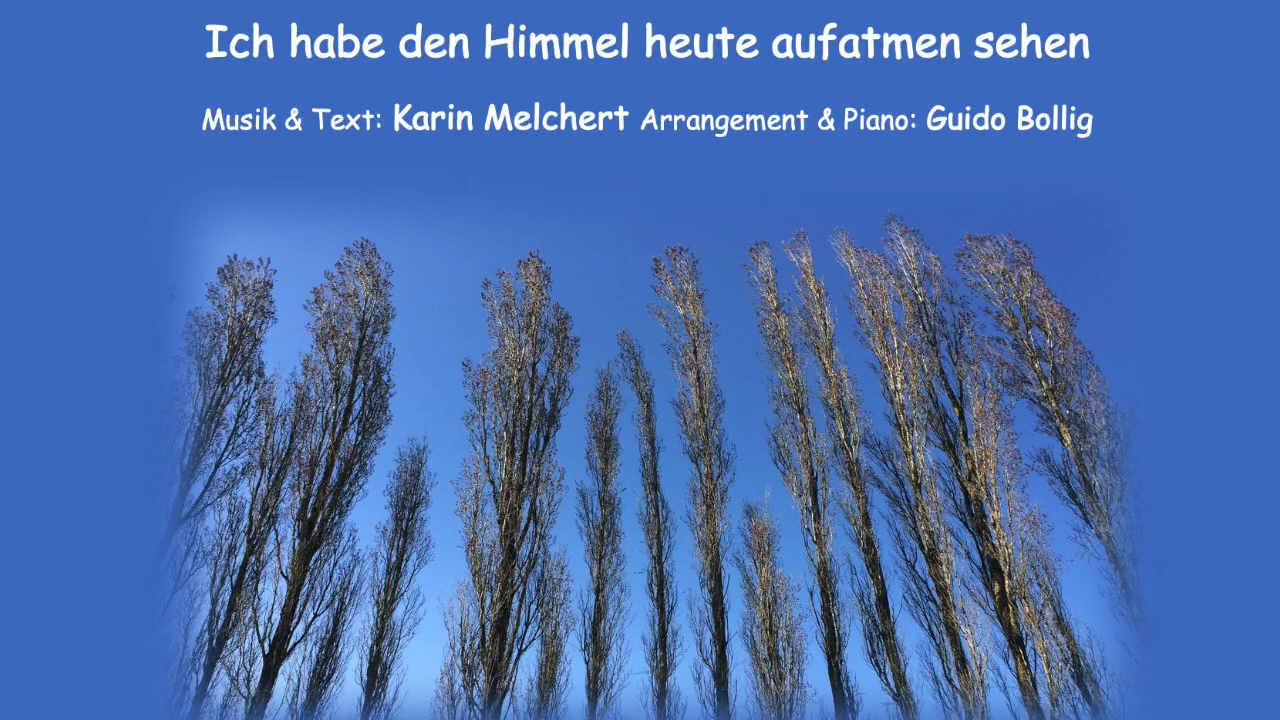 Ich habe den Himmel heute aufatmen sehen
Musik & Text: Karin Melchert Arrangement & Piano: Guido Bollig